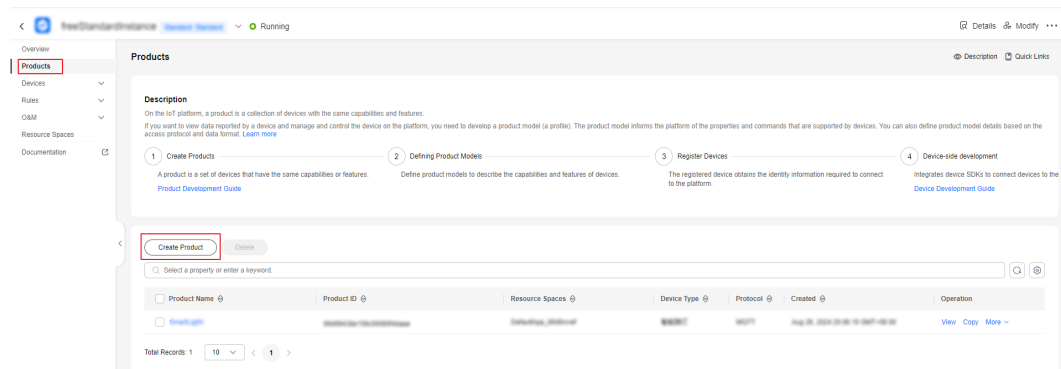 freeStandardInstance Running Details Modify
Overview
Products
Devices
Rules
O&M
Resource Spaces
Documentation
Products Description Quick Links
Description
On the IoT platform, a product is a collection of devices with the same capabilities and features.
If you want to view data reported by a device and manage and control the device on the platform, you need to develop a product model (a profile). The product model informs the platform of the properties and commands that are supported by devices. You can also define product model details based on the
access protocol and data format. Learn more
1 Create Products 2 Defining Product Models 3 Register Devices 4 Device-side development
A product is a set of devices that have the same capabilities or features. Define product models to describe the capabilities and features of devices. The registered device obtains the identity information required to connect Integrates device SDKs to connect devices to the
to the platform.
Product Development Guide Device Development Guide
Create Product Delete
Select a property or enter a keyword.
Product Name Product ID Resource Spaces Device Type Protocol Created Operation
MQTT View Copy More
Total Records: 1 10 1